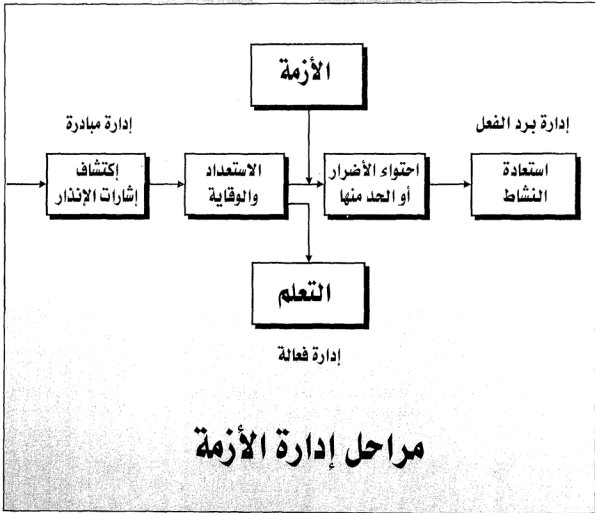 الأزمة
إدارة مبادرة
إدارة برد الفعل
إكتشاف
إشارات الإنذار
الاستعداد
والوقاية
احتواء الأضرار
أو الحد منها
استعادة
النشاط
التعلم
إدارة فعالة
مراحل إدارة الأزمة